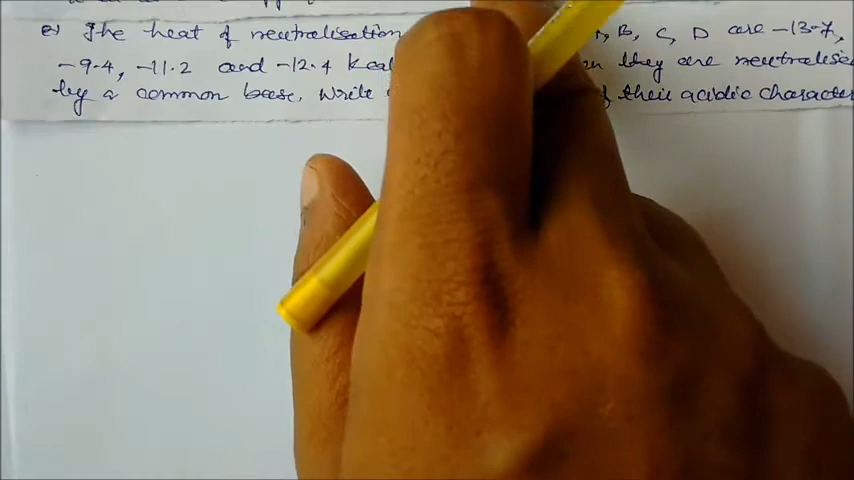 Q The heat of neutralisation B, C, D are -13.7,
-9.4, -11.2 and -12.4 Kcal they are neutralised
by a common base. Write their acidic character.